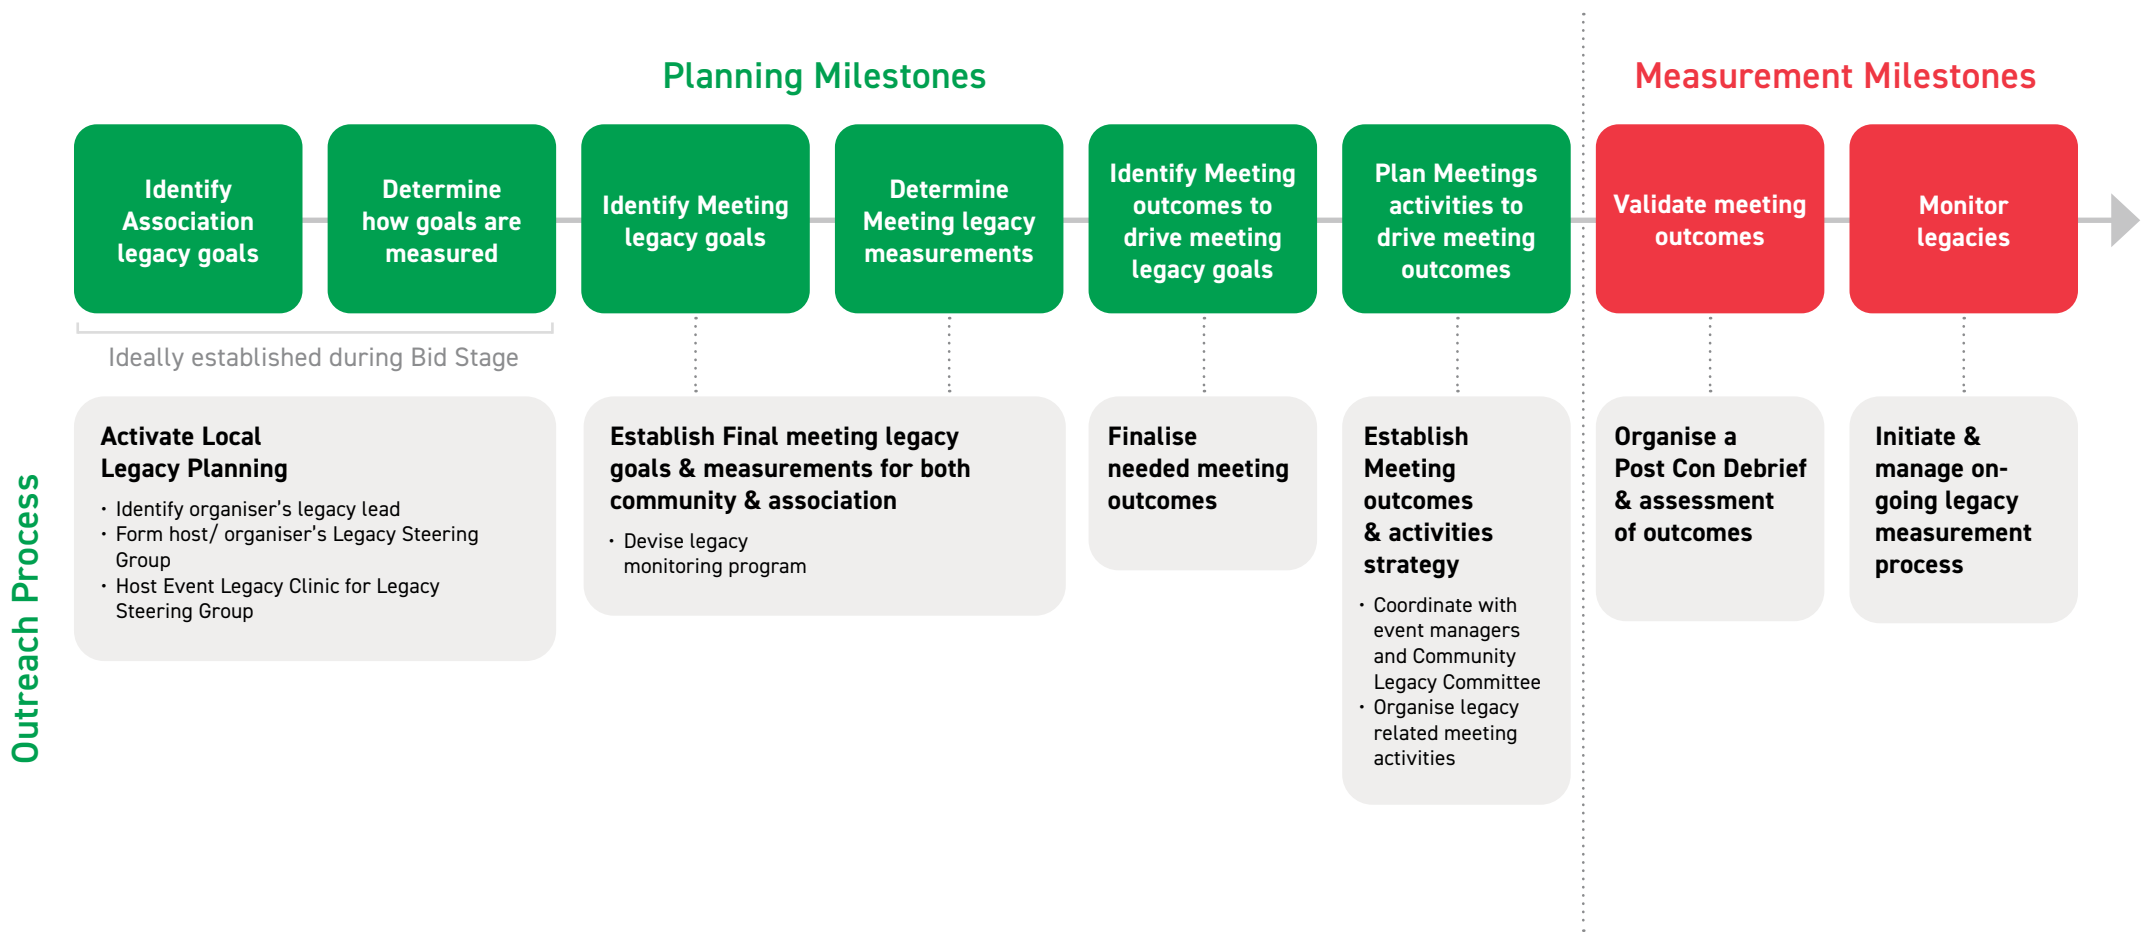 Planning Milestones
Measurement Milestones
Identify
Association
legacy goals
Determine
how goals are
measured
Identify Meeting
legacy goals
Determine
Meeting legacy
measurements
Identify Meeting
outcomes to
drive meeting
legacy goals
Plan Meetings
activities to
drive meeting
outcomes
Validate meeting
outcomes
Monitor
legacies
Ideally established during Bid Stage
Outreach Process
Activate Local
Legacy Planning
· Identify organiser’s legacy lead
· Form host/ organiser’s Legacy Steering
Group
· Host Event Legacy Clinic for Legacy
Steering Group
Establish Final meeting legacy
goals & measurements for both
community & association
· Devise legacy
monitoring program
Finalise
needed meeting
outcomes
Establish
Meeting
outcomes
& activities
strategy
· Coordinate with
event managers
and Community
Legacy Committee
· Organise legacy
related meeting
activities
Organise a
Post Con Debrief
& assessment
of outcomes
Initiate &
manage on-
going legacy
measurement
process